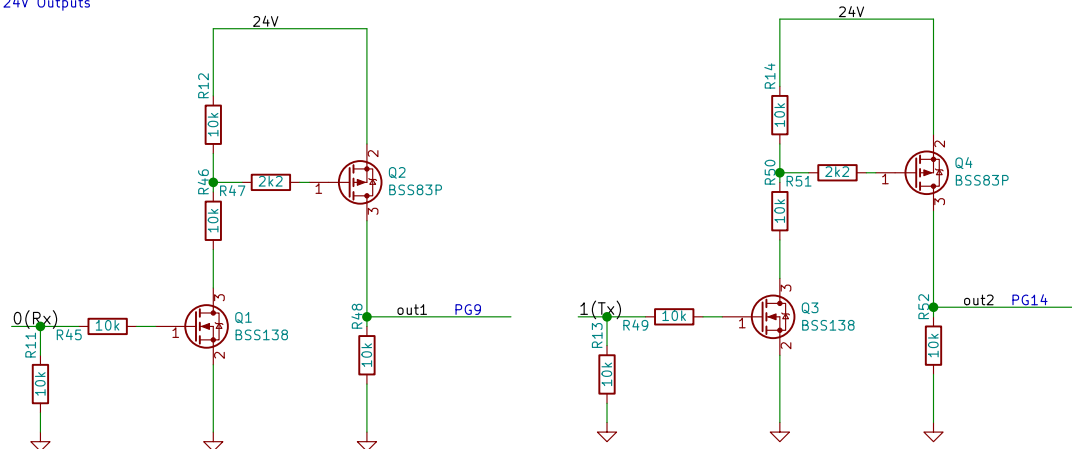 24V Outputs
24V
R12
10k
R46
R47
2k2
1
2
Q2
BSS83P
3
10k
0(Rx)
R11
R45
10k
1
3
Q1
BSS138
2
10k
R48
out1
PG9
10k
24V
R14
10k
R50
R51
2k2
1
2
Q4
BSS83P
3
10k
1(Tx)
R13
R49
10k
1
3
Q3
BSS138
2
10k
R52
out2
PG14
10k